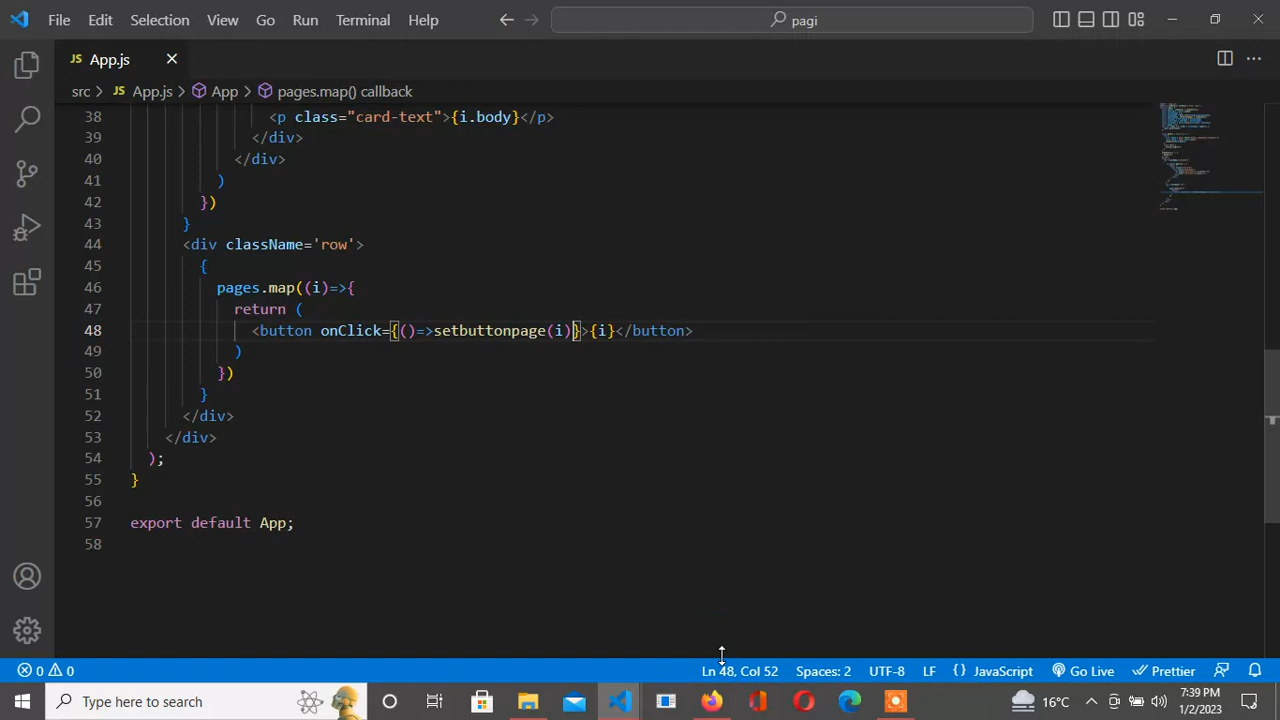 File Edit Selection View Go Run Terminal Help pagi
JS App.js
src > JS App.js > App > pages.map() callback
38 <p class="card-text">{i.body}</p>
39 </div>
40 </div>
41 )
42 })
43 }
44 <div className='row'>
45 {
46 pages.map((i)=>{
47 return (
48 <button onClick={()=>setbuttonpage(i)}>{i}</button>
49 )
50 })
51 }
52 </div>
53 </div>
54 );
55 }
56
57 export default App;
58
0 0 Ln 48, Col 52 Spaces: 2 UTF-8 LF {} JavaScript Go Live Prettier
Type here to search 16°C 7:39 PM
1/2/2023